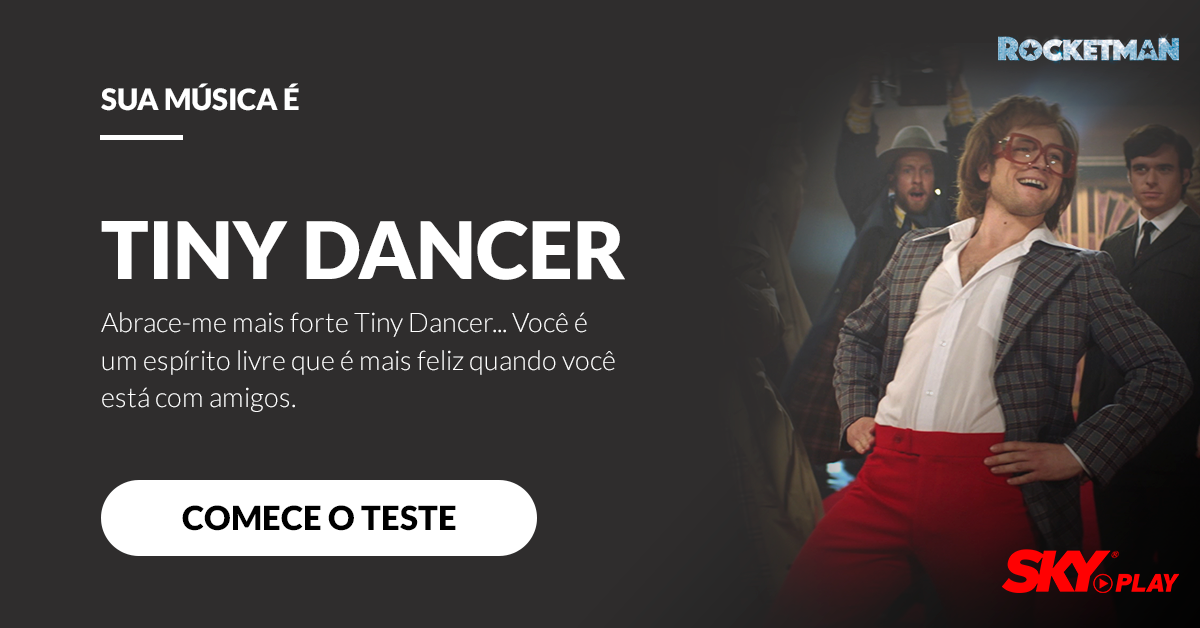 ROCKETMAN
SUA MÚSICA É
TINY DANCER
Abrace-me mais forte Tiny Dancer... Você é
um espírito livre que é mais feliz quando você
está com amigos.
COMECE O TESTE
SKY®
PLAY